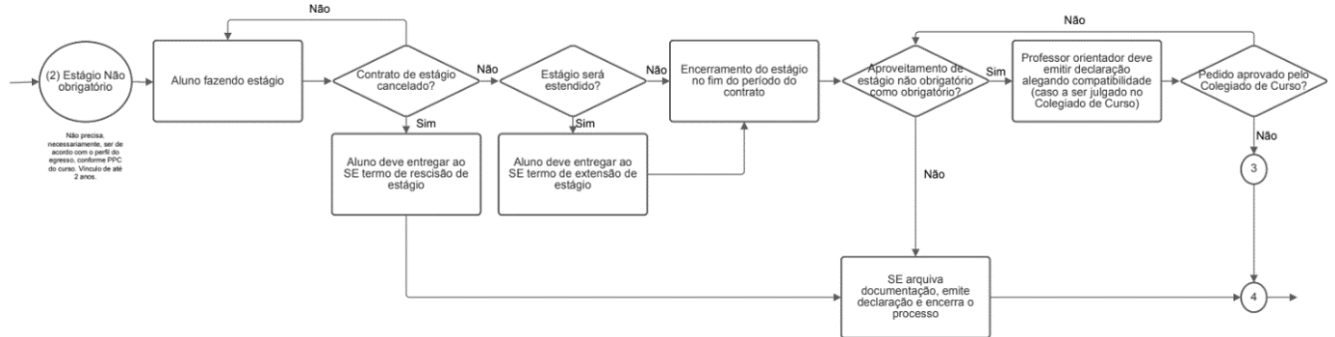 Não
Não
(2) Estágio Não
obrigatório
Aluno fazendo estágio
Contrato de estágio
cancelado?
Não
Estágio será
estendido?
Não
Encerramento do estágio
no fim do período do
contrato
Aproveitamento de
estágio não obrigatório
como obrigatório?
Sim
Professor orientador deve
emitir declaração
alegando compatibilidade
(caso a ser julgado no
Colegiado de Curso)
Pedido aprovado pelo
Colegiado de Curso?
Não precisa,
necessariamente, ser de
acordo com o perfil do
egresso, conforme PPC
do curso. Vínculo de até
2 anos.
Sim
Sim
Não
Não
Aluno deve entregar ao
SE termo de rescisão de
estágio
Aluno deve entregar ao
SE termo de extensão de
estágio
3
SE arquiva
documentação, emite
declaração e encerra o
processo
4